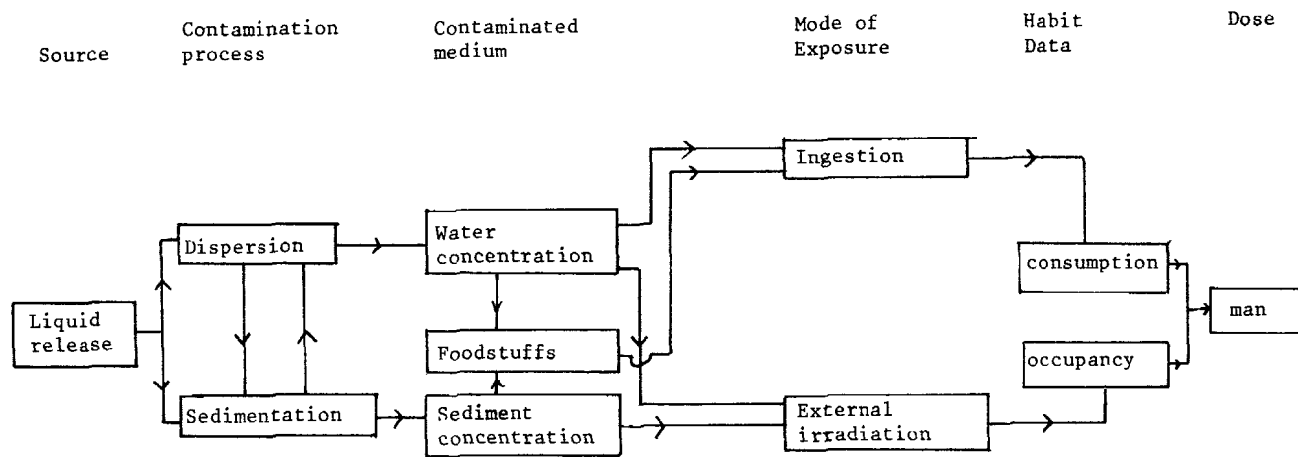 Source
Contamination
process
Contaminated
medium
Mode of
Exposure
Habit
Data
Dose
Liquid
release
Dispersion
Sedimentation
Water
concentration
Foodstuffs
Sediment
concentration
Ingestion
External
irradiation
consumption
occupancy
man